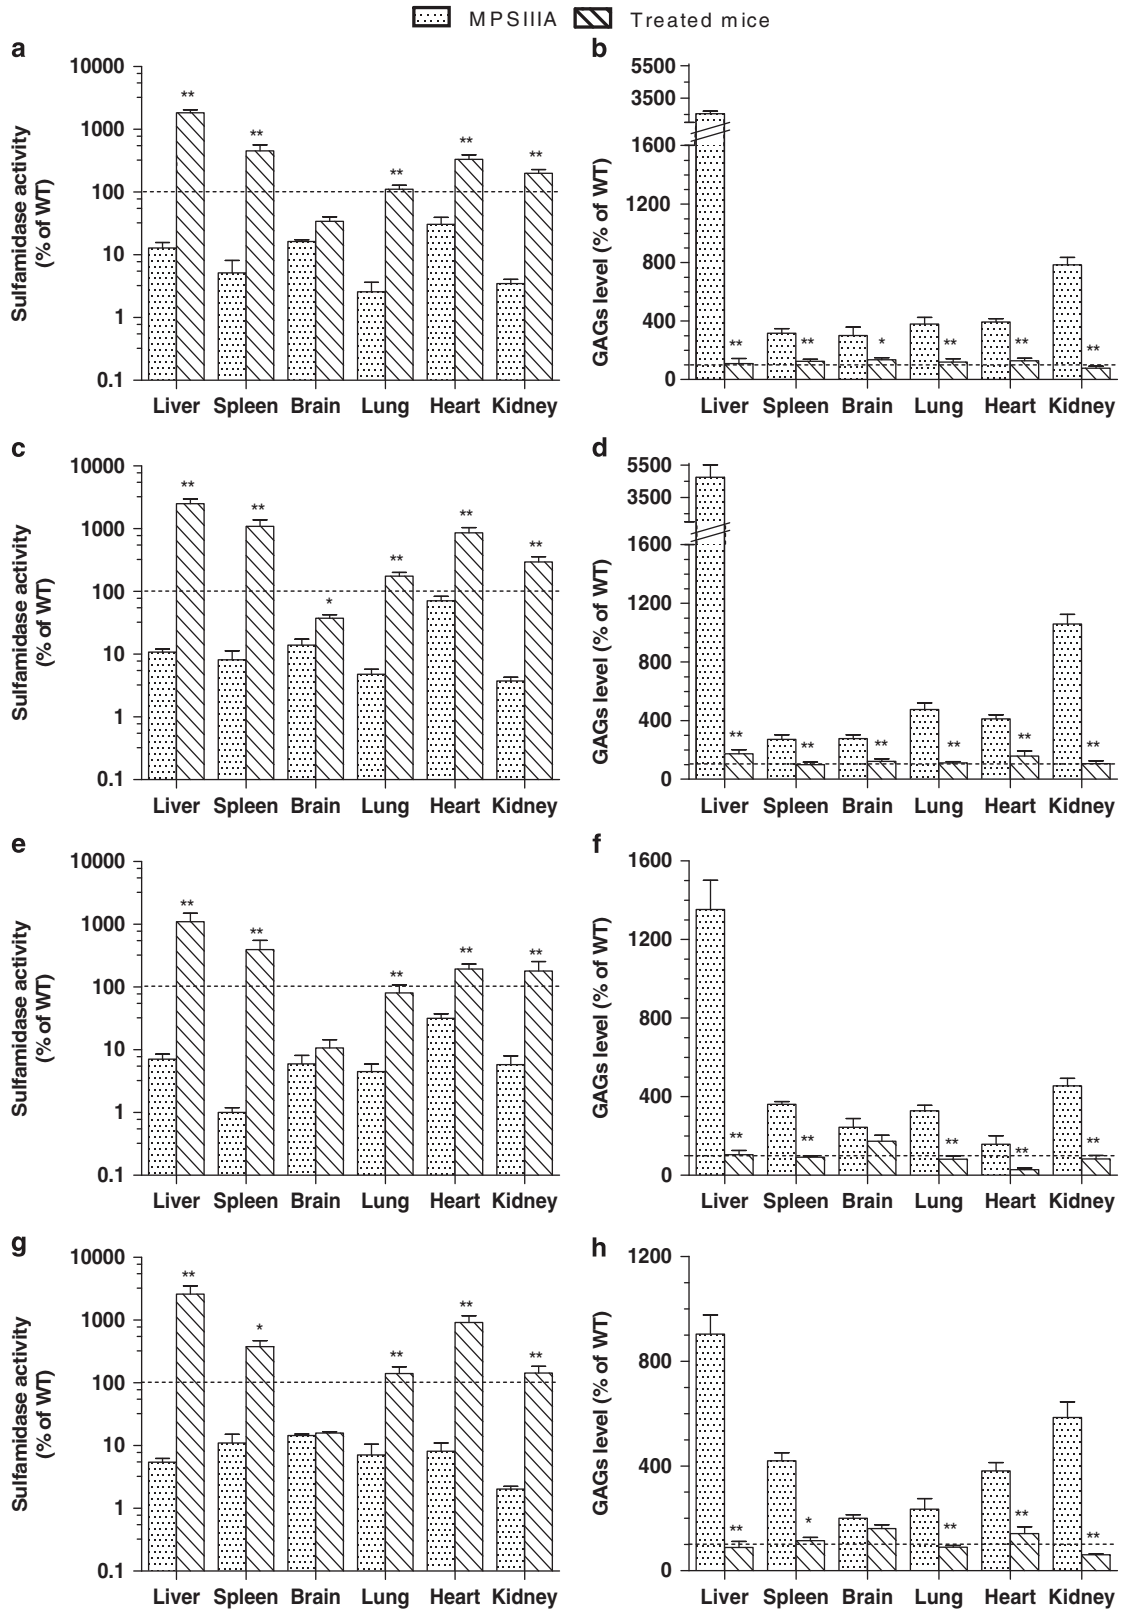 MPSIIIA Treated mice
a
Sulfamidase activity
(% of WT)
10000
1000
100
10
1
0.1
** ** ** ** **
Liver Spleen Brain Lung Heart Kidney
b
GAGs level (% of WT)
5500
3500
1600
1200
800
400
0
** ** * ** ** **
Liver Spleen Brain Lung Heart Kidney
c
Sulfamidase activity
(% of WT)
10000
1000
100
10
1
0.1
** ** * ** ** **
Liver Spleen Brain Lung Heart Kidney
d
GAGs level (% of WT)
5500
3500
1600
1200
800
400
0
** ** ** ** ** **
Liver Spleen Brain Lung Heart Kidney
e
Sulfamidase activity
(% of WT)
10000
1000
100
10
1
0.1
** ** ** ** **
Liver Spleen Brain Lung Heart Kidney
f
GAGs level (% of WT)
1600
1200
800
400
0
** ** ** ** **
Liver Spleen Brain Lung Heart Kidney
g
Sulfamidase activity
(% of WT)
10000
1000
100
10
1
0.1
** * ** ** **
Liver Spleen Brain Lung Heart Kidney
h
GAGs level (% of WT)
1200
800
400
0
** * ** ** **
Liver Spleen Brain Lung Heart Kidney